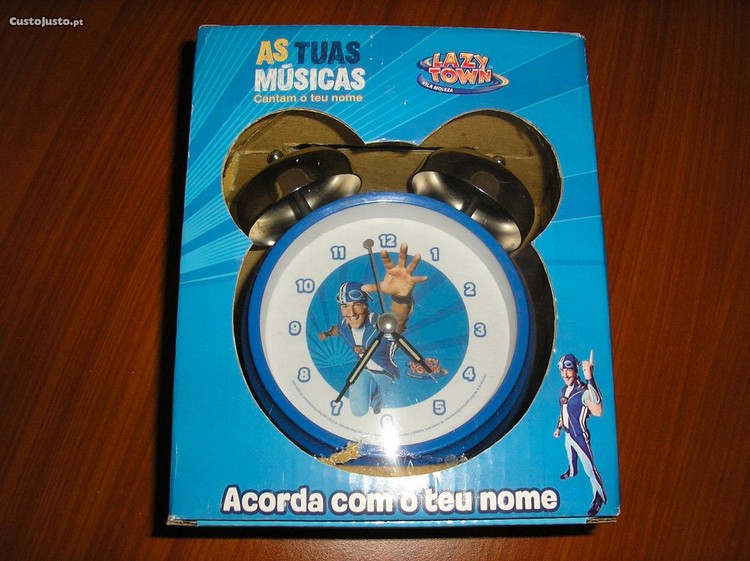 CustoJusto.pt
AS TUAS
MÚSICAS
Cantam o teu nome
LAZY
TOWN
VILA MOLEZA
12
11
1
10
2
9
3
8
4
7
5
6
Acorda com o teu nome